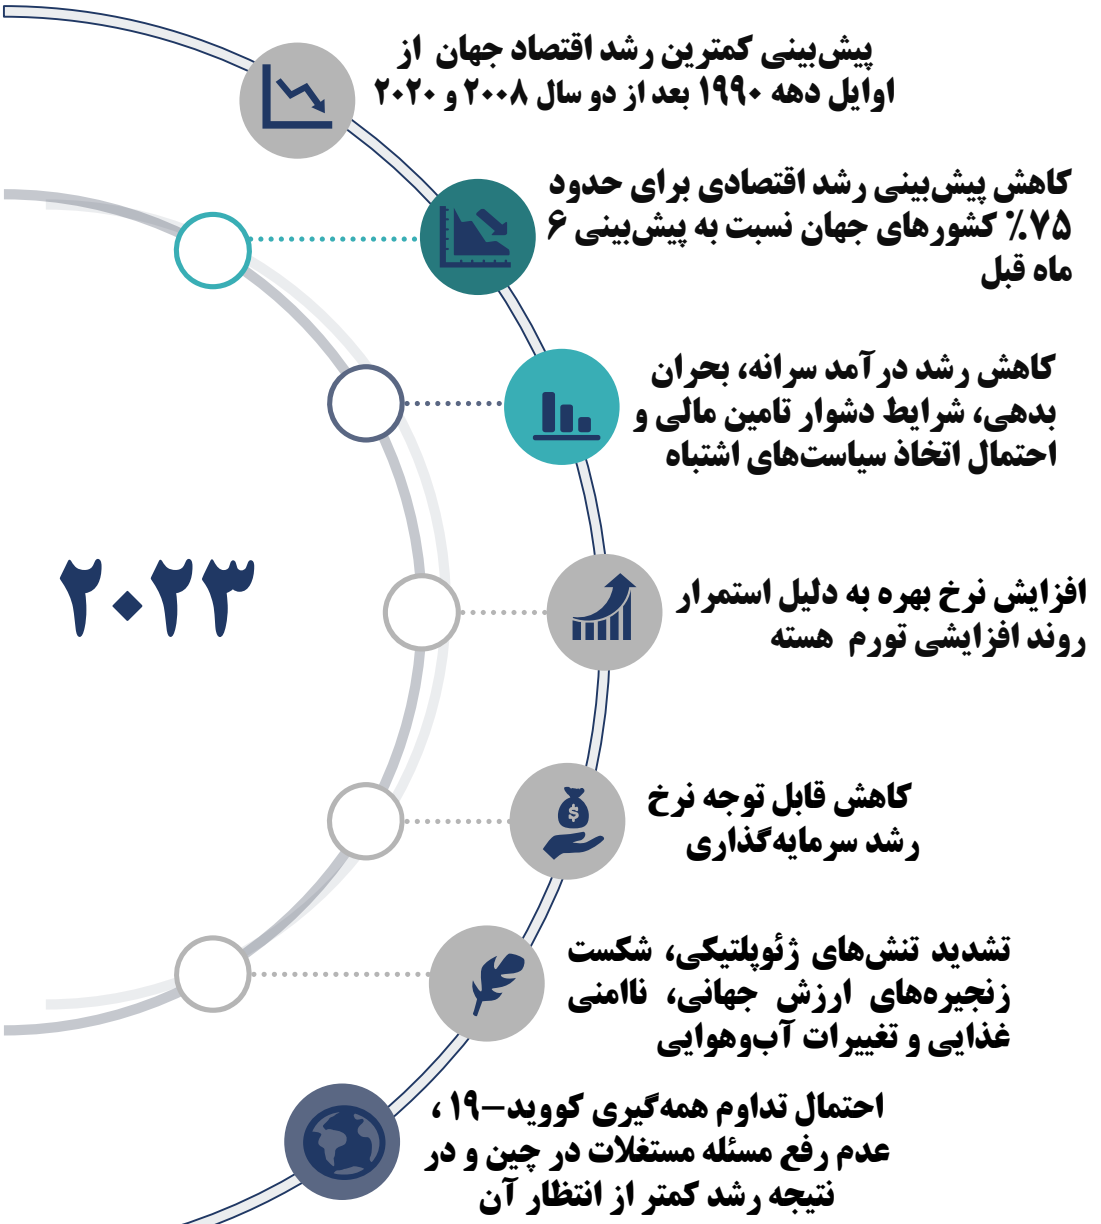 پیش‌بینی کمترین رشد اقتصاد جهان از
اوایل دهه ۱۹۹۰ بعد از دو سال ۲۰۰۸ و ۲۰۲۰
کاهش پیش‌بینی رشد اقتصادی برای حدود
۷۵٪ کشورهای جهان نسبت به پیش‌بینی ۶
ماه قبل
کاهش رشد درآمد سرانه، بحران
بدهی، شرایط دشوار تامین مالی و
احتمال اتخاذ سیاست‌های اشتباه
۲۰۲۳
افزایش نرخ بهره به دلیل استمرار
روند افزایشی تورم هسته
کاهش قابل توجه نرخ
رشد سرمایه‌گذاری
تشدید تنش‌های ژئوپلتیکی، شکست
زنجیره‌های ارزش جهانی، ناامنی
غذایی و تغییرات آب‌وهوایی
احتمال تداوم همه‌گیری کووید-۱۹ ،
عدم رفع مسئله مستغلات در چین و در
نتیجه رشد کمتر از انتظار آن